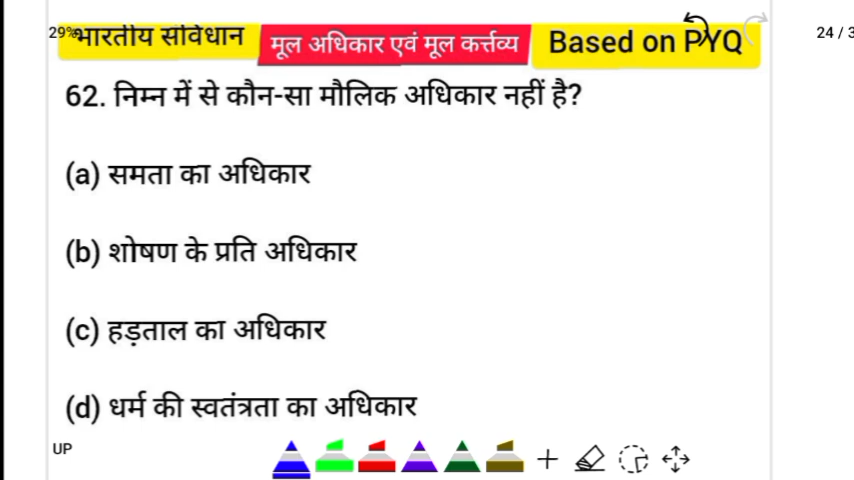 29%
भारतीय संविधान मूल अधिकार एवं मूल कर्त्तव्य Based on PYQ
24 / 3
62. निम्न में से कौन-सा मौलिक अधिकार नहीं है?
(a) समता का अधिकार
(b) शोषण के प्रति अधिकार
(c) हड़ताल का अधिकार
(d) धर्म की स्वतंत्रता का अधिकार
UP